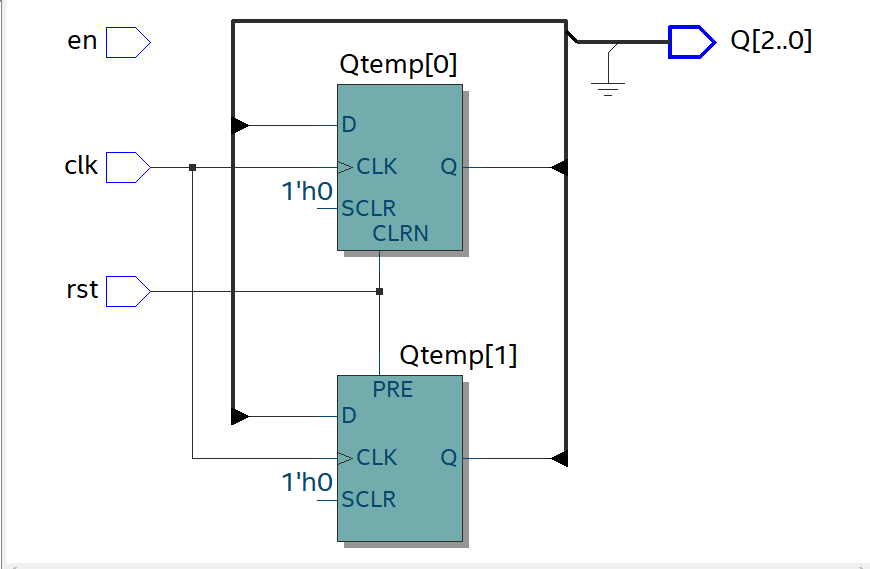 en
Q[2..0]
Qtemp[0]
D
clk
CLK
Q
1'h0
SCLR
CLRN
rst
Qtemp[1]
PRE
D
CLK
Q
1'h0
SCLR